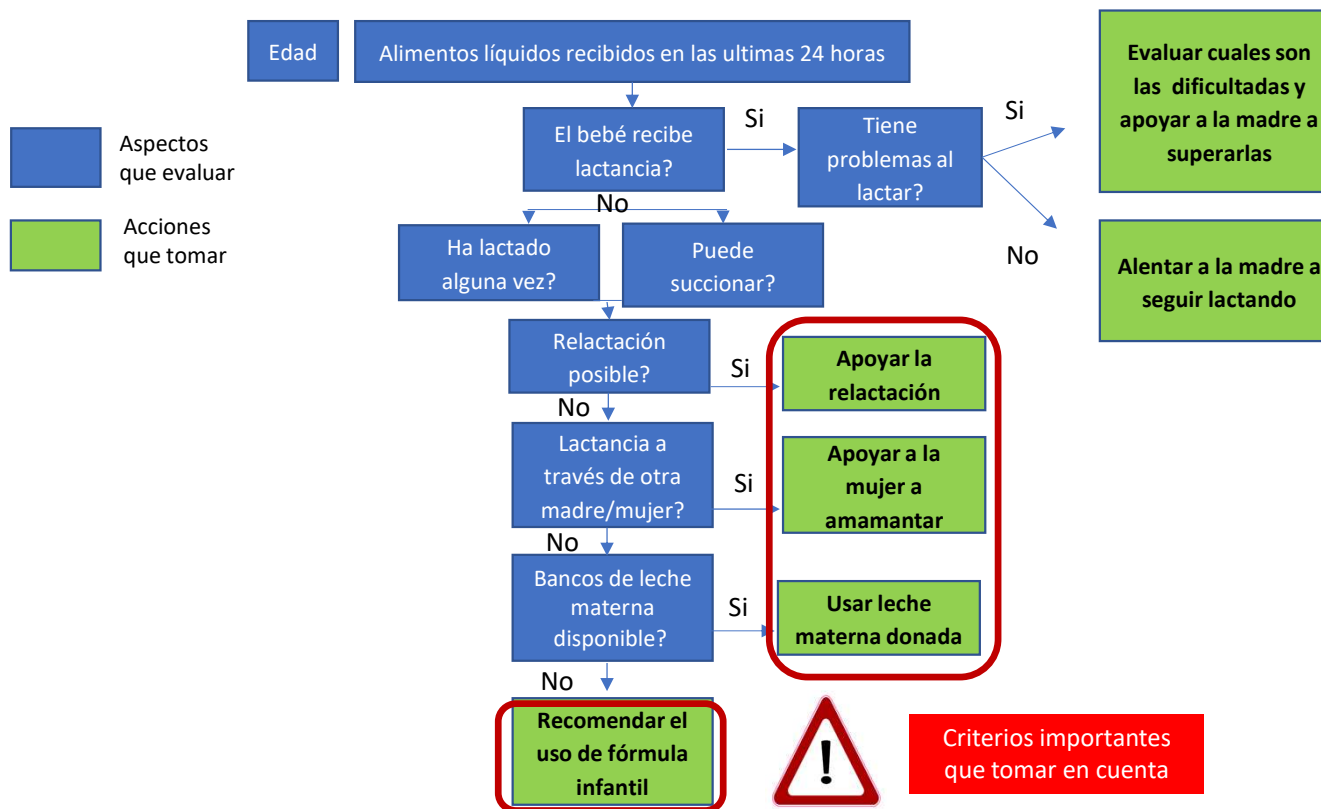 Edad
Alimentos líquidos recibidos en las ultimas 24 horas
Evaluar cuales son
las dificultadas y
apoyar a la madre a
superarlas
Aspectos
que evaluar
El bebé recibe
lactancia?
Si
Tiene
problemas al
lactar?
Si
No
Acciones
que tomar
No
Ha lactado
alguna vez?
Puede
succionar?
Alentar a la madre a
seguir lactando
Relactación
posible?
Si
Apoyar la
relactación
No
Lactancia a
través de otra
madre/mujer?
Si
Apoyar a la
mujer a
amamantar
No
Bancos de leche
materna
disponible?
Si
Usar leche
materna donada
No
Recomendar el
uso de fórmula
infantil
!
Criterios importantes
que tomar en cuenta